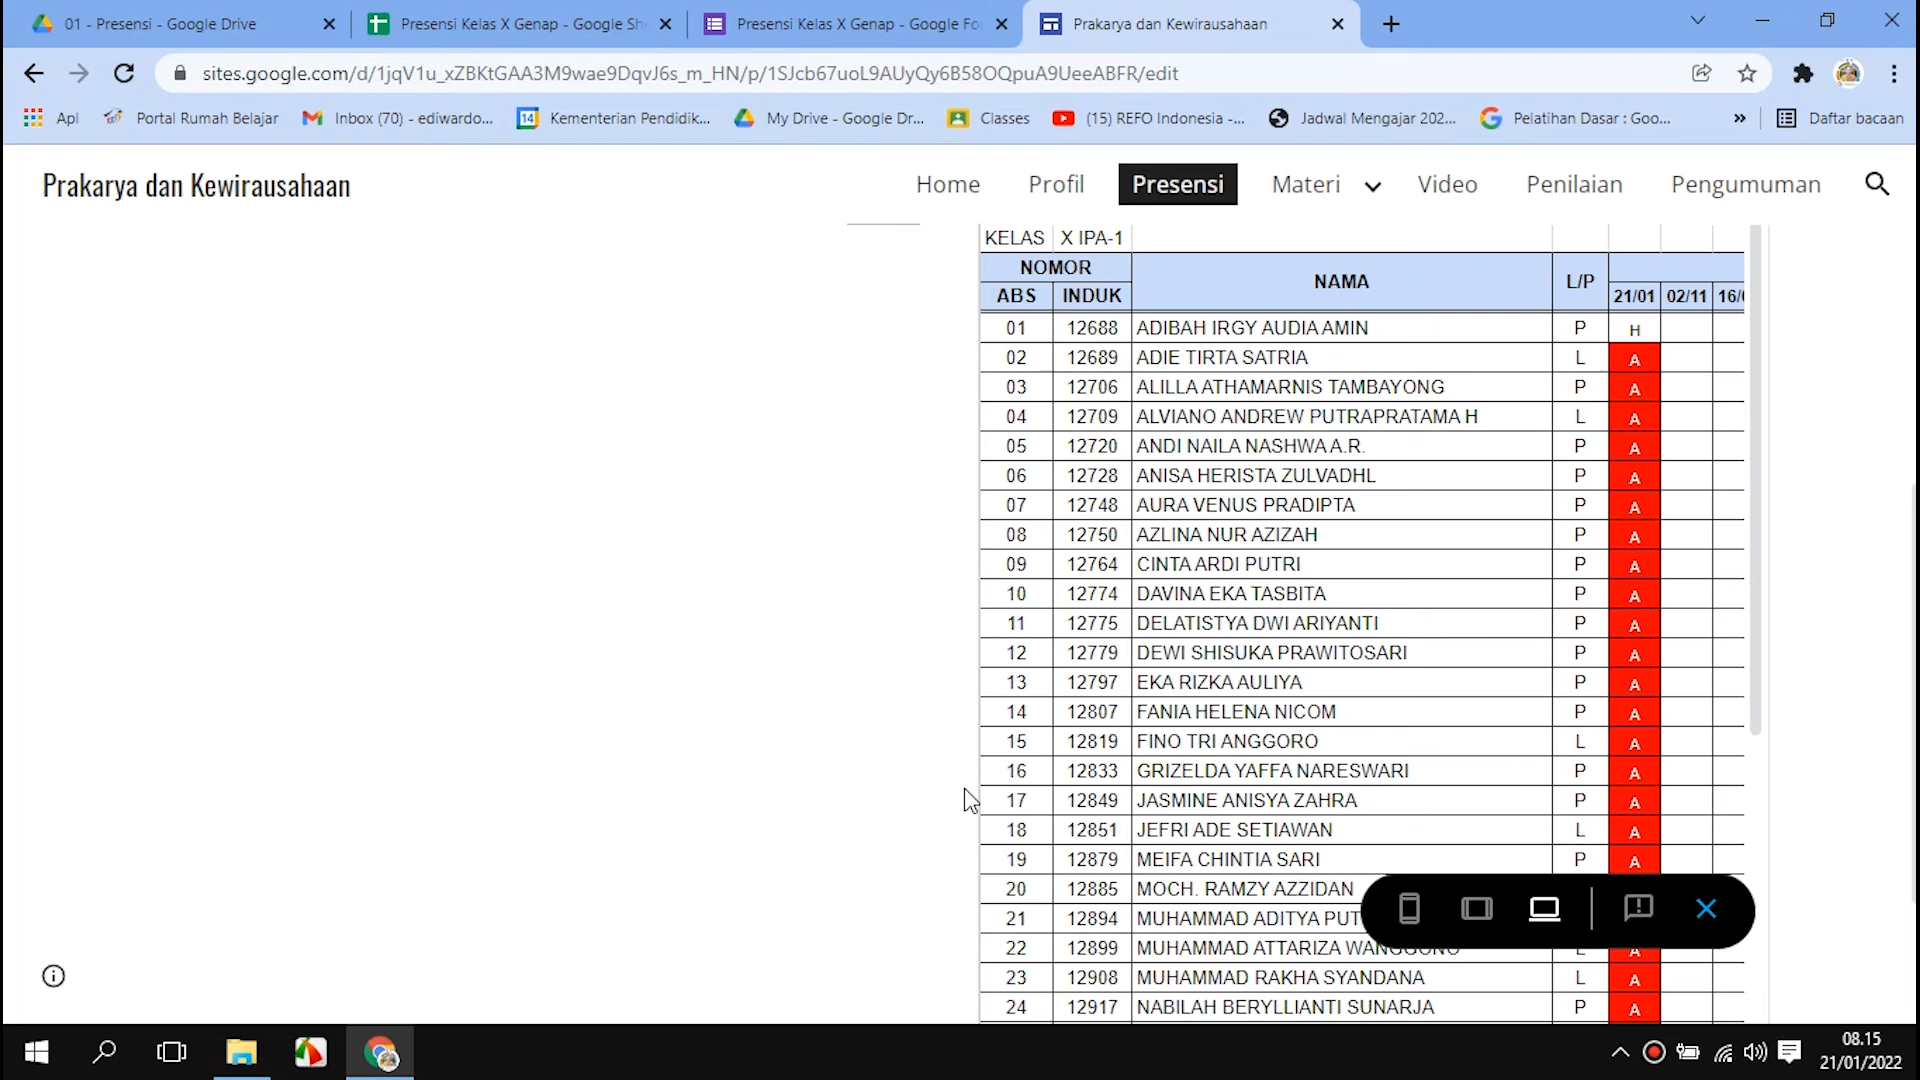 01 - Presensi - Google Drive
Presensi Kelas X Genap - Google She
Presensi Kelas X Genap - Google For
Prakarya dan Kewirausahaan
sites.google.com/d/1jqV1u_xZBKtGAA3M9wae9DqvJ6s_m_HN/p/1SJcb67uoL9AUyQy6B58OQpuA9UeeABFR/edit
Apl Portal Rumah Belajar Inbox (70) - ediwardo... 14 Kementerian Pendidik... My Drive - Google Dr... Classes (15) REFO Indonesia -... Jadwal Mengajar 202... Pelatihan Dasar : Goo... » Daftar bacaan
Prakarya dan Kewirausahaan
Home Profil Presensi Materi Video Penilaian Pengumuman
KELAS X IPA-1
NOMOR NAMA L/P
ABS INDUK 21/01 02/11
01 12688 ADIBAH IRGY AUDIA AMIN P H
02 12689 ADIE TIRTA SATRIA L A
03 12706 ALILLA ATHAMARNIS TAMBAYONG P A
04 12709 ALVIANO ANDREW PUTRAPRATAMA H L A
05 12720 ANDI NAILA NASHWA A.R. P A
06 12728 ANISA HERISTA ZULVADHL P A
07 12748 AURA VENUS PRADIPTA P A
08 12750 AZLINA NUR AZIZAH P A
09 12764 CINTA ARDI PUTRI P A
10 12774 DAVINA EKA TASBITA P A
11 12775 DELATISTYA DWI ARIYANTI P A
12 12779 DEWI SHISUKA PRAWITOSARI P A
13 12797 EKA RIZKA AULIYA P A
14 12807 FANIA HELENA NICOM P A
15 12819 FINO TRI ANGGORO L A
16 12833 GRIZELDA YAFFA NARESWARI P A
17 12849 JASMINE ANISYA ZAHRA P A
18 12851 JEFRI ADE SETIAWAN L A
19 12879 MEIFA CHINTIA SARI P A
20 12885 MOCH. RAMZY AZZIDAN
21 12894 MUHAMMAD ADITYA PUT
22 12899 MUHAMMAD ATTARIZA WANGGONO L A
23 12908 MUHAMMAD RAKHA SYANDANA L A
24 12917 NABILAH BERYLLIANTI SUNARJA P A
08.15
21/01/2022